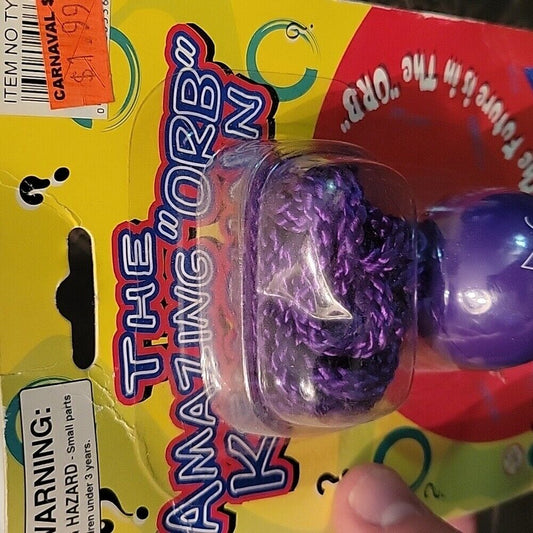 THE
AMAZING "ORB"
The Future is in The "ORB"
ITEM NO TY
CARNAVAL S
$1.99
WARNING:
HAZARD - Small parts
under 3 years.